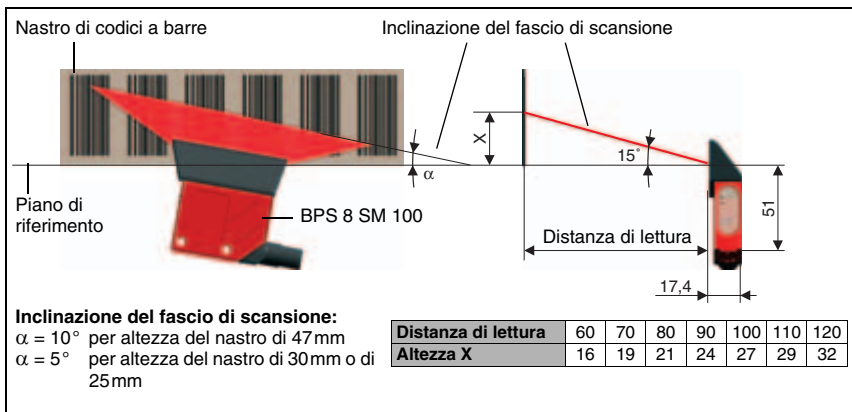 Nastro di codici a barre
Inclinazione del fascio di scansione
X
15°
α
Piano di
riferimento
BPS 8 SM 100
Distanza di lettura
51
17,4
Inclinazione del fascio di scansione:
α = 10° per altezza del nastro di 47mm
α = 5° per altezza del nastro di 30mm o di
25mm
Distanza di lettura 60 70 80 90 100 110 120
Altezza X 16 19 21 24 27 29 32